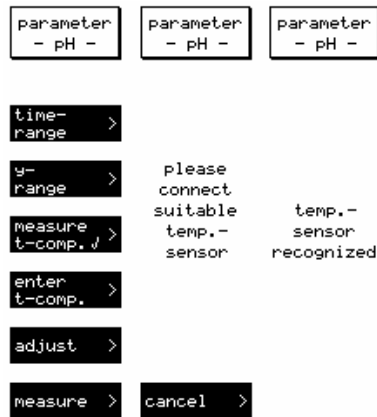 parameter
- pH -
time-
range >
y-
range >
measure
t-comp.√ >
enter
t-comp. >
adjust >
measure >
parameter
- pH -
please
connect
suitable
temp.-
sensor
cancel >
parameter
- pH -
temp.-
sensor
recognized